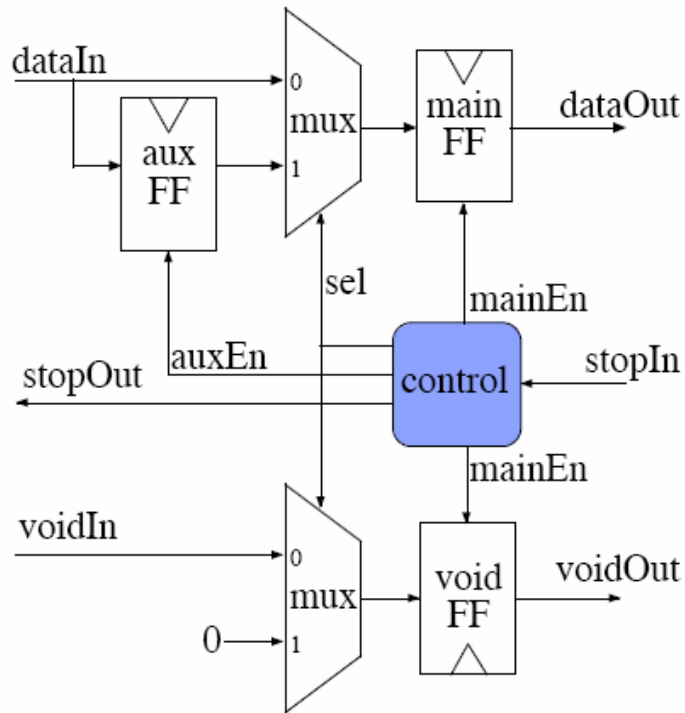 dataIn
0
mux
1
aux
FF
main
FF
dataOut
sel
mainEn
auxEn
stopOut
control
stopIn
mainEn
voidIn
0
mux
0
1
void
FF
voidOut